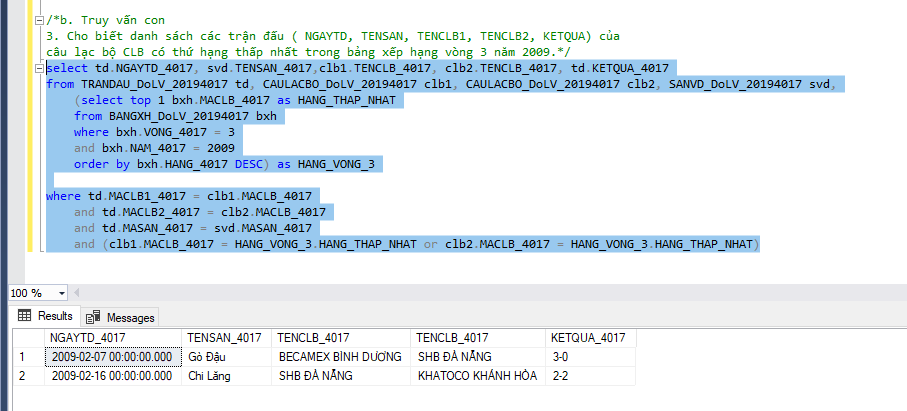 /*b. Truy vấn con
3. Cho biết danh sách các trận đấu ( NGAYTD, TENSAN, TENCLB1, TENCLB2, KETQUA) của
câu lạc bộ CLB có thứ hạng thấp nhất trong bảng xếp hạng vòng 3 năm 2009.*/
select td.NGAYTD_4017, svd.TENSAN_4017,clb1.TENCLB_4017, clb2.TENCLB_4017, td.KETQUA_4017
from TRANDAU_DoLV_20194017 td, CAULACBO_DoLV_20194017 clb1, CAULACBO_DoLV_20194017 clb2, SANVD_DoLV_20194017 svd,
(select top 1 bxh.MACLB_4017 as HANG_THAP_NHAT
from BANGXH_DoLV_20194017 bxh
where bxh.VONG_4017 = 3
and bxh.NAM_4017 = 2009
order by bxh.HANG_4017 DESC) as HANG_VONG_3
where td.MACLB1_4017 = clb1.MACLB_4017
and td.MACLB2_4017 = clb2.MACLB_4017
and td.MASAN_4017 = svd.MASAN_4017
and (clb1.MACLB_4017 = HANG_VONG_3.HANG_THAP_NHAT or clb2.MACLB_4017 = HANG_VONG_3.HANG_THAP_NHAT)
100 %
Results Messages
NGAYTD_4017 TENSAN_4017 TENCLB_4017 TENCLB_4017 KETQUA_4017
1 2009-02-07 00:00:00.000 Gò Đậu BECAMEX BÌNH DƯƠNG SHB ĐÀ NẴNG 3-0
2 2009-02-16 00:00:00.000 Chi Lăng SHB ĐÀ NẴNG KHATOCO KHÁNH HÒA 2-2